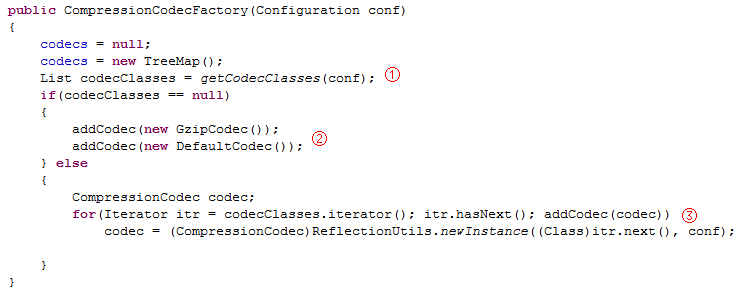 public CompressionCodecFactory(Configuration conf)
{
    codecs = null;
    codecs = new TreeMap();
    List codecClasses = getCodecClasses(conf); ①
    if(codecClasses == null)
    {
        addCodec(new GzipCodec());
        addCodec(new DefaultCodec()); ②
    } else
    {
        CompressionCodec codec;
        for(Iterator itr = codecClasses.iterator(); itr.hasNext(); addCodec(codec)) ③
            codec = (CompressionCodec)ReflectionUtils.newInstance((Class)itr.next(), conf);
    }
}